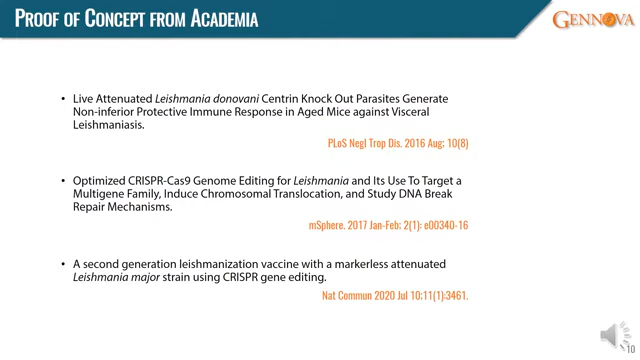 PROOF OF CONCEPT FROM ACADEMIA
GENNOVA
• Live Attenuated Leishmania donovani Centrin Knock Out Parasites Generate
Non-inferior Protective Immune Response in Aged Mice against Visceral
Leishmaniasis.
PLoS Negl Trop Dis. 2016 Aug; 10(8)
• Optimized CRISPR-Cas9 Genome Editing for Leishmania and Its Use To Target a
Multigene Family, Induce Chromosomal Translocation, and Study DNA Break
Repair Mechanisms.
mSphere. 2017 Jan-Feb; 2(1): e00340-16
• A second generation leishmanization vaccine with a markerless attenuated
Leishmania major strain using CRISPR gene editing.
Nat Commun 2020 Jul 10;11(1):3461.
10